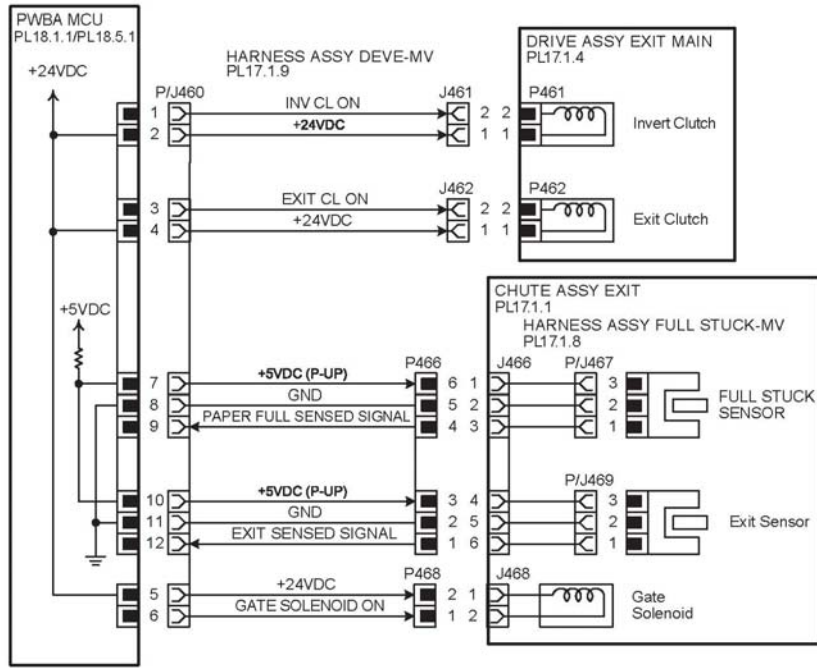 PWBA MCU
PL18.1.1/PL18.5.1
+24VDC
HARNESS ASSY DEVE-MV
PL17.1.9
DRIVE ASSY EXIT MAIN
PL17.1.4
P/J460
J461
P461
1 INV CL ON 2 2
2 +24VDC 1 1
Invert Clutch
J462
P462
3 EXIT CL ON 2 2
4 +24VDC 1 1
Exit Clutch
CHUTE ASSY EXIT
PL17.1.1
HARNESS ASSY FULL STUCK-MV
PL17.1.8
+5VDC
P466
J466
P/J467
7 +5VDC (P-UP) 6 1 3
8 GND 5 2 2
9 PAPER FULL SENSED SIGNAL 4 3 1
FULL STUCK
SENSOR
P/J469
10 +5VDC (P-UP) 3 4 3
11 GND 2 5 2
12 EXIT SENSED SIGNAL 1 6 1
Exit Sensor
P468
J468
5 +24VDC 2 1
6 GATE SOLENOID ON 1 2
Gate
Solenoid